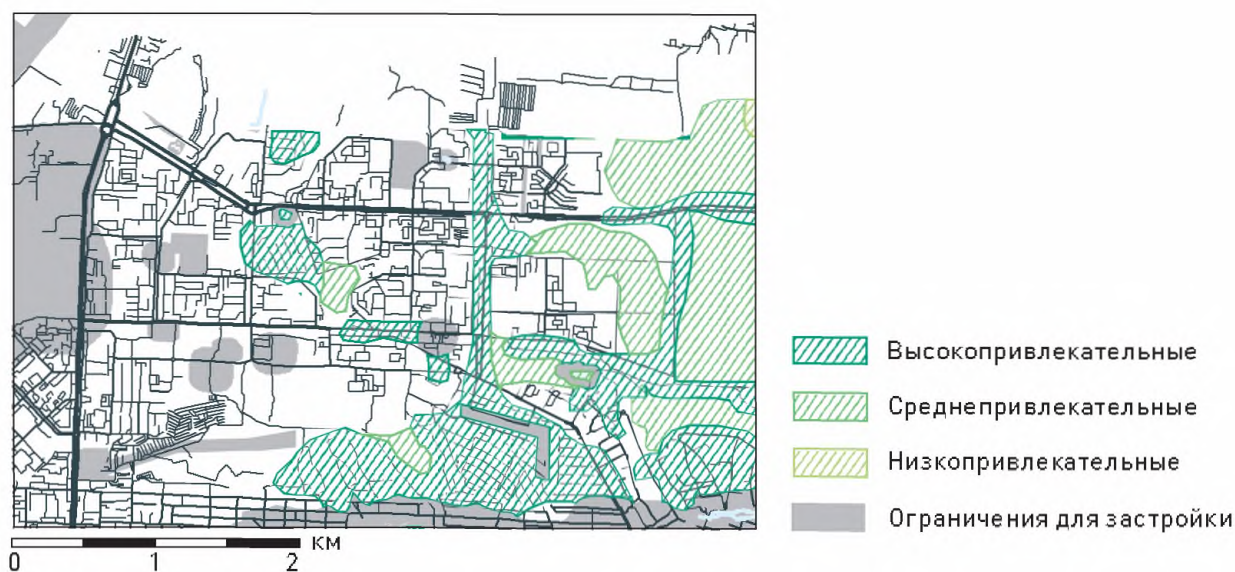 Высокопривлекательные
Среднепривлекательные
Низкопривлекательные
Ограничения для застройки
км
0 1 2